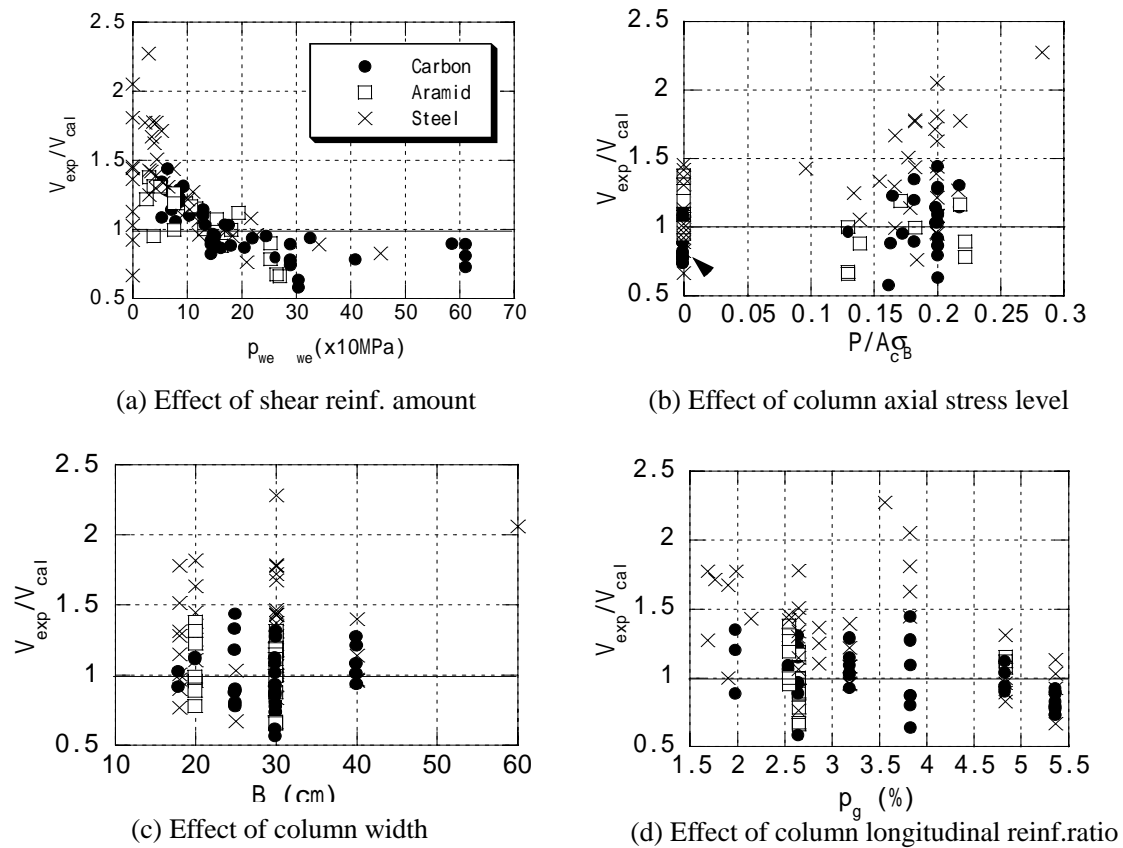 2.5
2
1.5
1
0.5
V_exp/V_cal
Carbon
Aramid
Steel
0 10 20 30 40 50 60 70
p_we we (x10MPa)
(a) Effect of shear reinf. amount
2.5
2
1.5
1
0.5
V_exp/V_cal
0 0.05 0.1 0.15 0.2 0.25 0.3
P/A_cσ_B
(b) Effect of column axial stress level
2.5
2
1.5
1
0.5
V_exp/V_cal
10 20 30 40 50 60
B (cm)
(c) Effect of column width
2.5
2
1.5
1
0.5
V_exp/V_cal
1.5 2 2.5 3 3.5 4 4.5 5 5.5
p_g (%)
(d) Effect of column longitudinal reinf.ratio